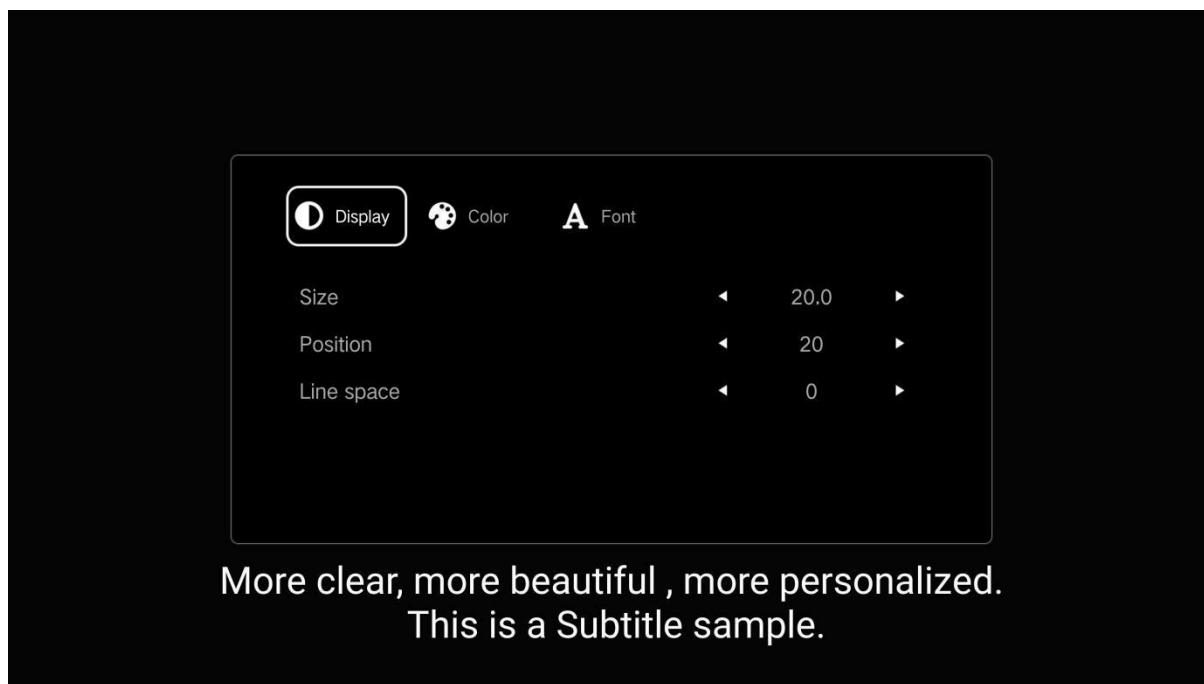 Display Color A Font
Size 20.0
Position 20
Line space 0
More clear, more beautiful , more personalized.
This is a Subtitle sample.